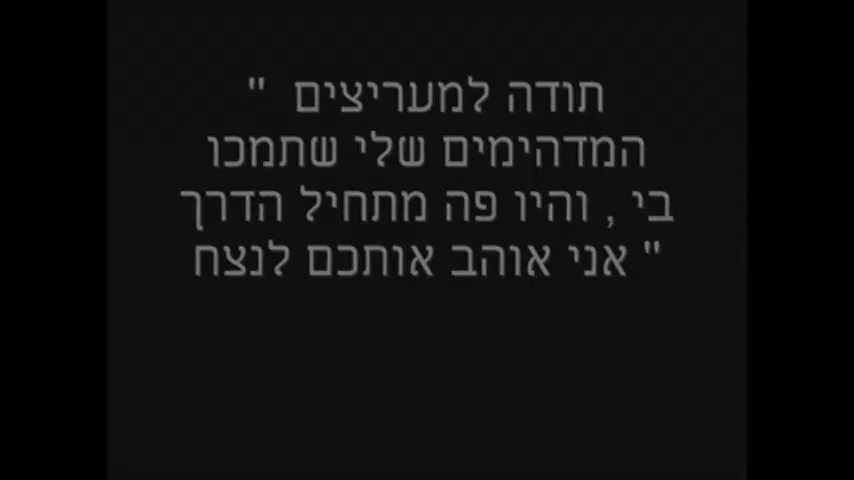 תודה למעריצים "
המדהימים שלי שתמכו
בי , והיו פה מתחיל הדרך
" אני אוהב אותכם לנצח